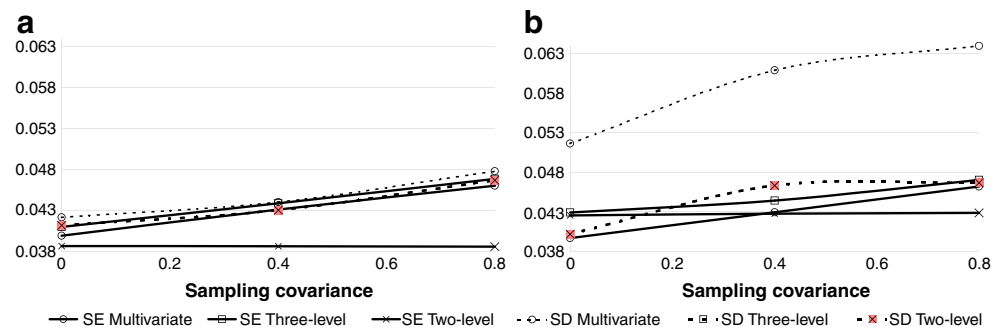 a
0.063
0.058
0.053
0.048
0.043
0.038
0 0.2 0.4 0.6 0.8
Sampling covariance
b
0.063
0.058
0.053
0.048
0.043
0.038
0 0.2 0.4 0.6 0.8
Sampling covariance
SE Multivariate SE Three-level SE Two-level SD Multivariate SD Three-level SD Two-level